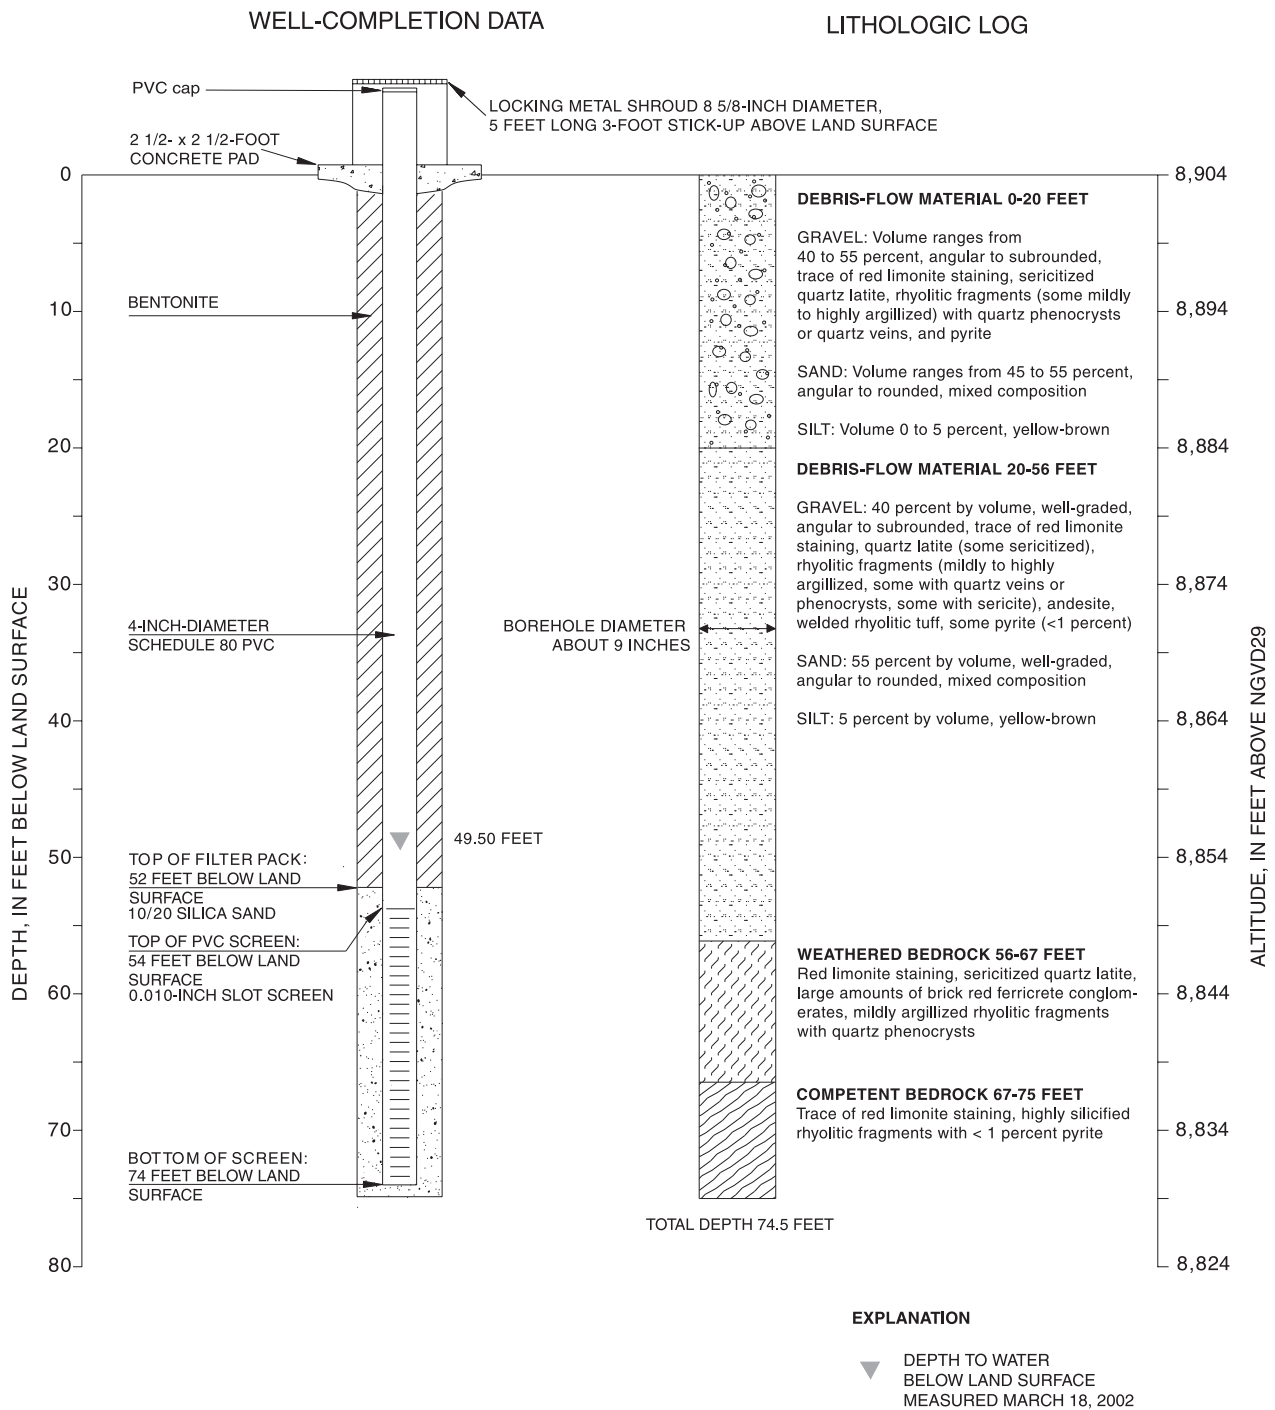 WELL-COMPLETION DATA
LITHOLOGIC LOG
PVC cap
LOCKING METAL SHROUD 8 5/8-INCH DIAMETER,
5 FEET LONG 3-FOOT STICK-UP ABOVE LAND SURFACE
2 1/2- x 2 1/2-FOOT
CONCRETE PAD
DEPTH, IN FEET BELOW LAND SURFACE
0
10
20
30
40
50
60
70
80
BENTONITE
4-INCH-DIAMETER
SCHEDULE 80 PVC
49.50 FEET
TOP OF FILTER PACK:
52 FEET BELOW LAND
SURFACE
10/20 SILICA SAND
TOP OF PVC SCREEN:
54 FEET BELOW LAND
SURFACE
0.010-INCH SLOT SCREEN
BOTTOM OF SCREEN:
74 FEET BELOW LAND
SURFACE
BOREHOLE DIAMETER
ABOUT 9 INCHES
TOTAL DEPTH 74.5 FEET
DEBRIS-FLOW MATERIAL 0-20 FEET
GRAVEL: Volume ranges from
40 to 55 percent, angular to subrounded,
trace of red limonite staining, sericitized
quartz latite, rhyolitic fragments (some mildly
to highly argillized) with quartz phenocrysts
or quartz veins, and pyrite
SAND: Volume ranges from 45 to 55 percent,
angular to rounded, mixed composition
SILT: Volume 0 to 5 percent, yellow-brown
DEBRIS-FLOW MATERIAL 20-56 FEET
GRAVEL: 40 percent by volume, well-graded,
angular to subrounded, trace of red limonite
staining, quartz latite (some sericitized),
rhyolitic fragments (mildly to highly
argillized, some with quartz veins or
phenocrysts, some with sericite), andesite,
welded rhyolitic tuff, some pyrite (<1 percent)
SAND: 55 percent by volume, well-graded,
angular to rounded, mixed composition
SILT: 5 percent by volume, yellow-brown
WEATHERED BEDROCK 56-67 FEET
Red limonite staining, sericitized quartz latite,
large amounts of brick red ferricrete conglom-
erates, mildly argillized rhyolitic fragments
with quartz phenocrysts
COMPETENT BEDROCK 67-75 FEET
Trace of red limonite staining, highly silicified
rhyolitic fragments with < 1 percent pyrite
8,904
8,894
8,884
8,874
8,864
8,854
8,844
8,834
8,824
ALTITUDE, IN FEET ABOVE NGVD29
EXPLANATION
DEPTH TO WATER
BELOW LAND SURFACE
MEASURED MARCH 18, 2002